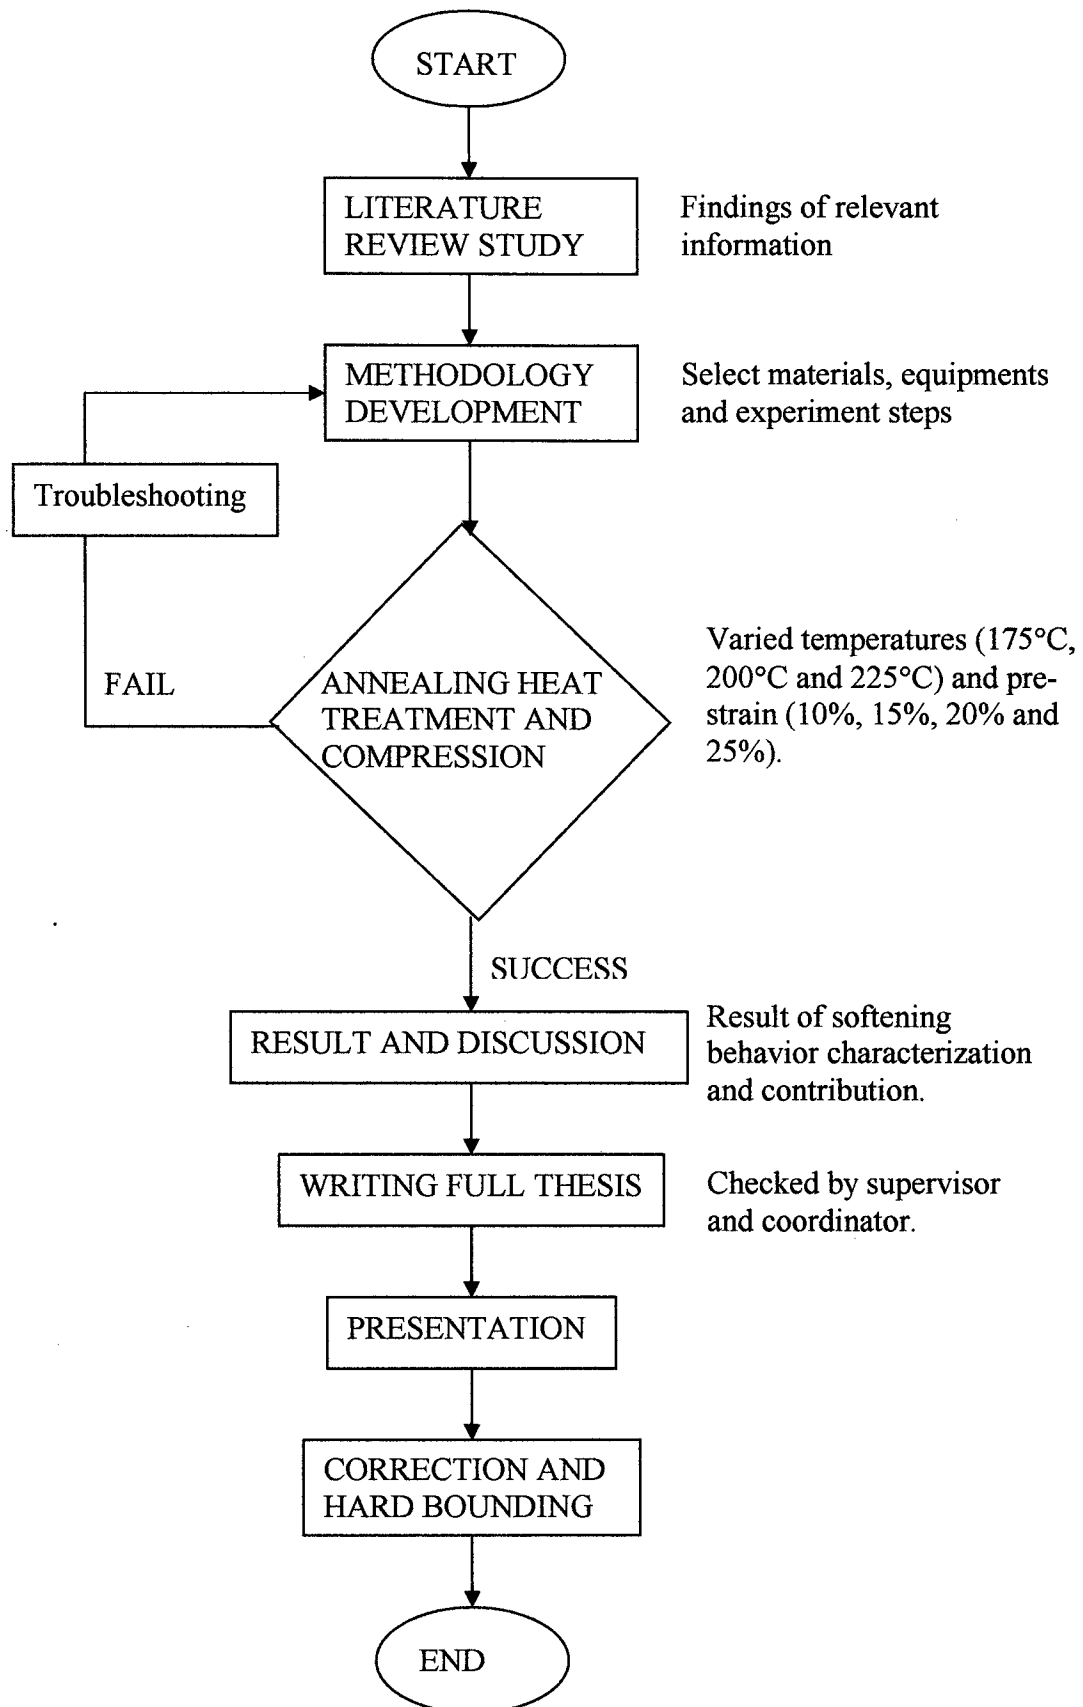 START
LITERATURE
REVIEW STUDY
Findings of relevant
information
METHODOLOGY
DEVELOPMENT
Select materials, equipments
and experiment steps
Troubleshooting
FAIL
ANNEALING HEAT
TREATMENT AND
COMPRESSION
Varied temperatures (175°C,
200°C and 225°C) and pre-
strain (10%, 15%, 20% and
25%).
SUCCESS
RESULT AND DISCUSSION
Result of softening
behavior characterization
and contribution.
WRITING FULL THESIS
Checked by supervisor
and coordinator.
PRESENTATION
CORRECTION AND
HARD BOUNDING
END